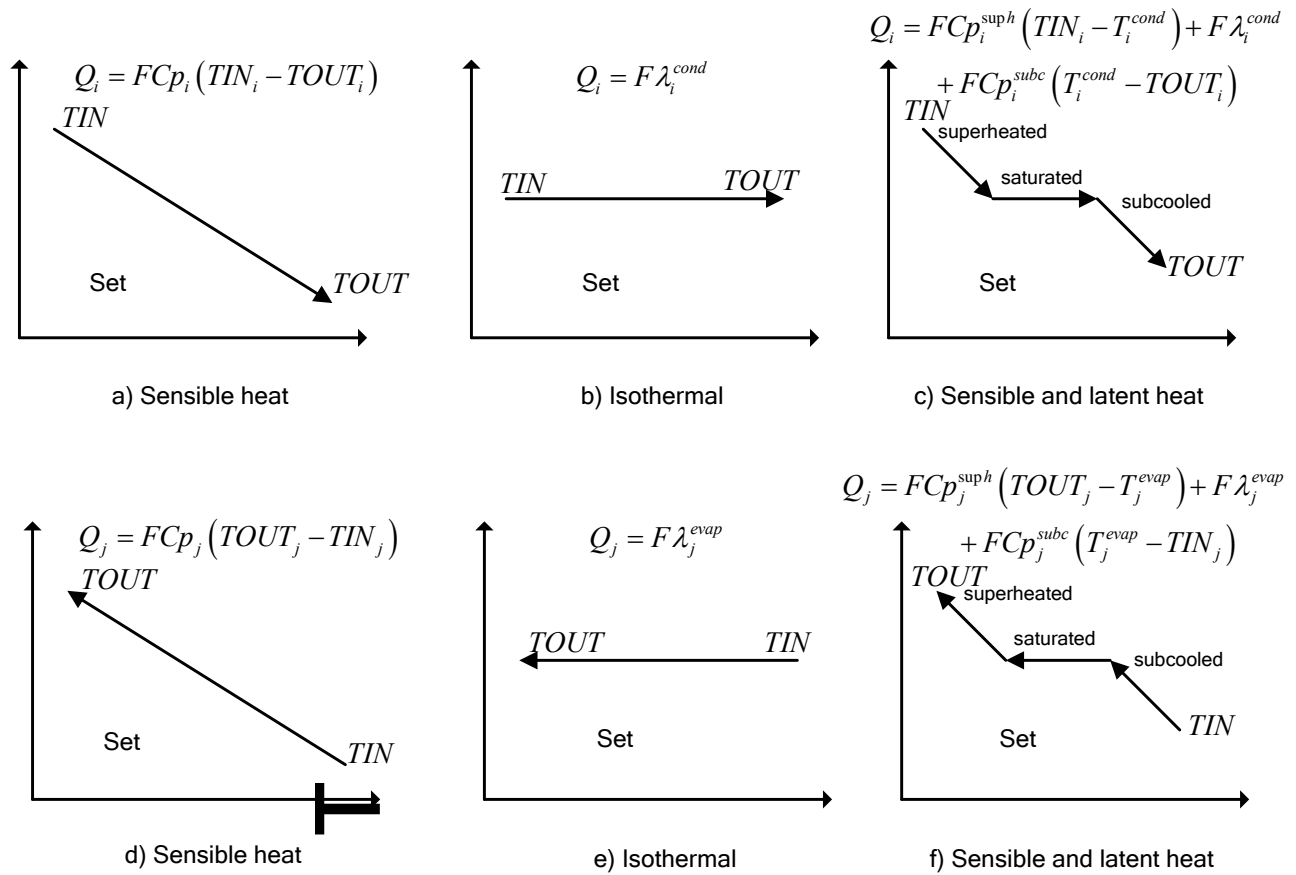 Q_i = FCp_i (TIN_i − TOUT_i)
TIN
TOUT
Set
a) Sensible heat
Q_i = Fλ_i^{cond}
TIN TOUT
Set
b) Isothermal
Q_i = FCp_i^{suph} (TIN_i − T_i^{cond}) + Fλ_i^{cond}
+ FCp_i^{subc} (T_i^{cond} − TOUT_i)
TIN
superheated
saturated
subcooled
TOUT
Set
c) Sensible and latent heat
Q_j = FCp_j (TOUT_j − TIN_j)
TOUT
TIN
Set
d) Sensible heat
Q_j = Fλ_j^{evap}
TOUT TIN
Set
e) Isothermal
Q_j = FCp_j^{suph} (TOUT_j − T_j^{evap}) + Fλ_j^{evap}
+ FCp_j^{subc} (T_j^{evap} − TIN_j)
TOUT
superheated
saturated
subcooled
TIN
Set
f) Sensible and latent heat